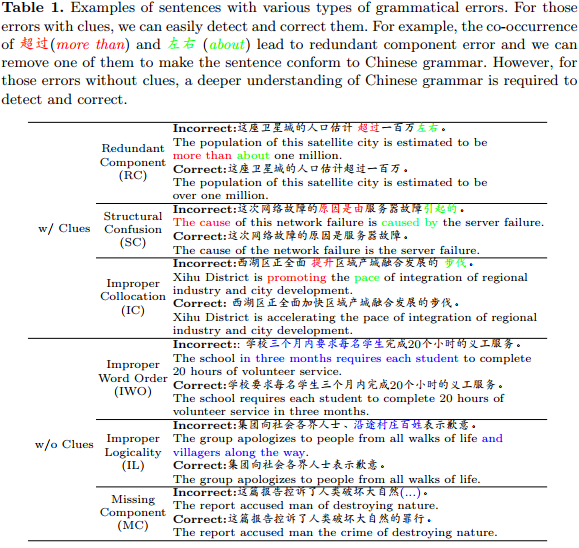 Table 1. Examples of sentences with various types of grammatical errors. For those
errors with clues, we can easily detect and correct them. For example, the co-occurrence
of 超过(more than) and 左右 (about) lead to redundant component error and we can
remove one of them to make the sentence conform to Chinese grammar. However, for
those errors without clues, a deeper understanding of Chinese grammar is required to
detect and correct.
w/ Clues
Redundant
Component
(RC)
Incorrect:这座卫星城的人口估计 超过一百万左右。
The population of this satellite city is estimated to be
more than about one million.
Correct:这座卫星城的人口估计超过一百万。
The population of this satellite city is estimated to be
over one million.
Structural
Confusion
(SC)
Incorrect:这次网络故障的原因是由服务器故障引起的。
The cause of this network failure is caused by the server failure.
Correct:这次网络故障的原因是服务器故障。
The cause of the network failure is the server failure.
Improper
Collocation
(IC)
Incorrect:西湖区正全面 提升区域产城融合发展的 步伐。
Xihu District is promoting the pace of integration of regional
industry and city development.
Correct: 西湖区正全面加快区域产城融合发展的步伐。
Xihu District is accelerating the pace of integration of regional
industry and city development.
w/o Clues
Improper
Word Order
(IWO)
Incorrect:: 学校三个月内要求每名学生完成20个小时的义工服务。
The school in three months requires each student to complete
20 hours of volunteer service.
Correct:学校要求每名学生三个月内完成20个小时的义工服务。
The school requires each student to complete 20 hours of
volunteer service in three months.
Improper
Logicality
(IL)
Incorrect:集团向社会各界人士、沿途村庄百姓表示歉意。
The group apologizes to people from all walks of life and
villagers along the way.
Correct:集团向社会各界人士表示歉意。
The group apologizes to people from all walks of life.
Missing
Component
(MC)
Incorrect:这篇报告控诉了人类破坏大自然(...)。
The report accused man of destroying nature.
Correct:这篇报告控诉了人类破坏大自然的罪行。
The report accused man the crime of destroying nature.